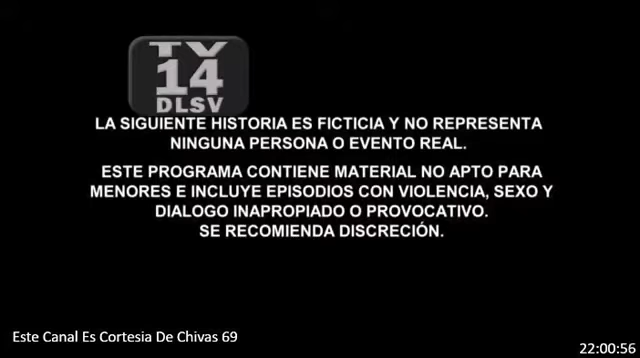 TV
14
DLSV
LA SIGUIENTE HISTORIA ES FICTICIA Y NO REPRESENTA
NINGUNA PERSONA O EVENTO REAL.
ESTE PROGRAMA CONTIENE MATERIAL NO APTO PARA
MENORES E INCLUYE EPISODIOS CON VIOLENCIA, SEXO Y
DIALOGO INAPROPIADO O PROVOCATIVO.
SE RECOMIENDA DISCRECIÓN.
Este Canal Es Cortesia De Chivas 69
22:00:56